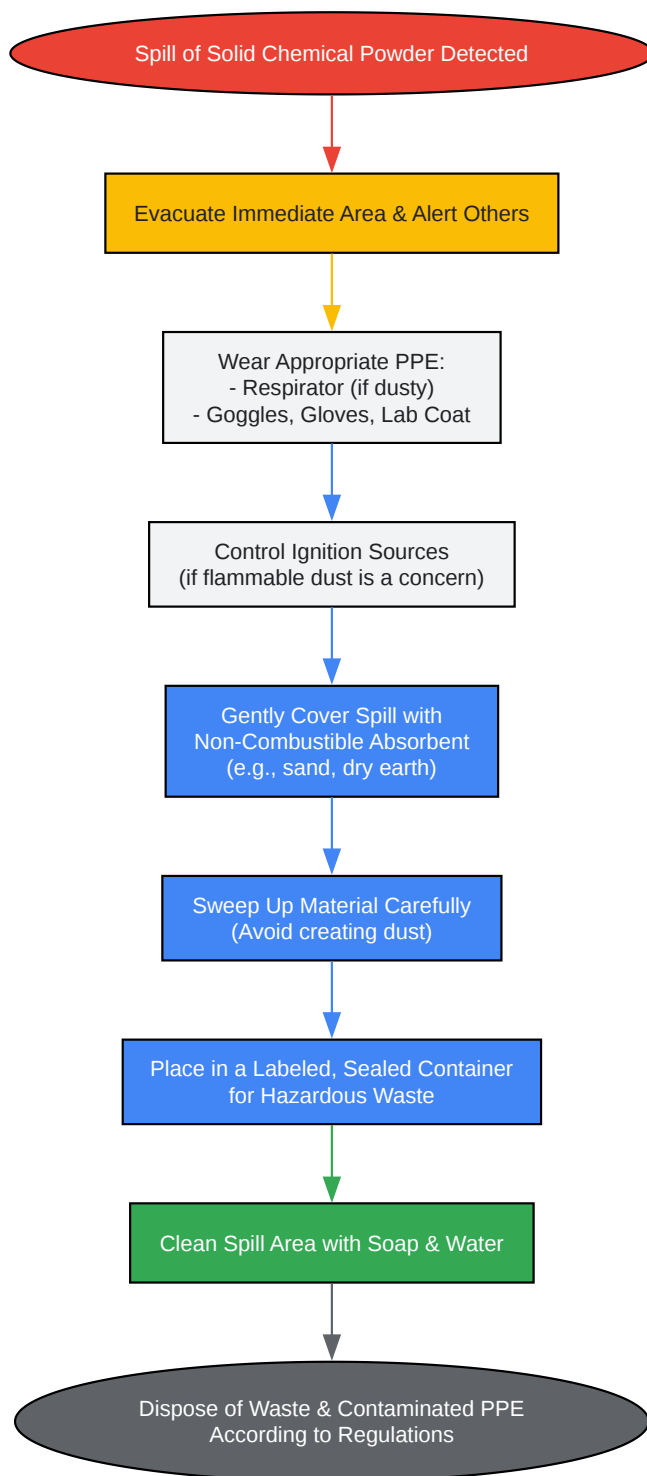 Spill of Solid Chemical Powder Detected
Evacuate Immediate Area & Alert Others
Wear Appropriate PPE:
- Respirator (if dusty)
- Goggles, Gloves, Lab Coat
Control Ignition Sources
(if flammable dust is a concern)
Gently Cover Spill with
Non-Combustible Absorbent
(e.g., sand, dry earth)
Sweep Up Material Carefully
(Avoid creating dust)
Place in a Labeled, Sealed Container
for Hazardous Waste
Clean Spill Area with Soap & Water
Dispose of Waste & Contaminated PPE
According to Regulations